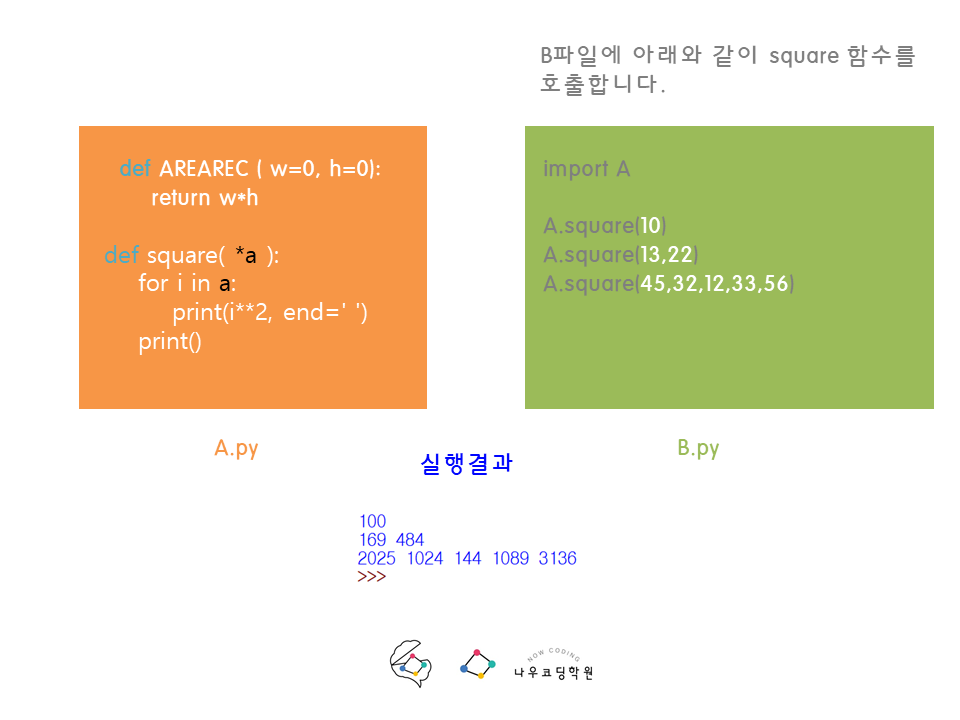 B파일에 아래와 같이 square 함수를
호출합니다.
def AREAREC ( w=0, h=0):
return w*h
def square( *a ):
for i in a:
print(i**2, end=' ')
print()
A.py
import A
A.square(10)
A.square(13,22)
A.square(45,32,12,33,56)
B.py
실행결과
100
169 484
2025 1024 144 1089 3136
>>>
NOW CODING
나우코딩학원